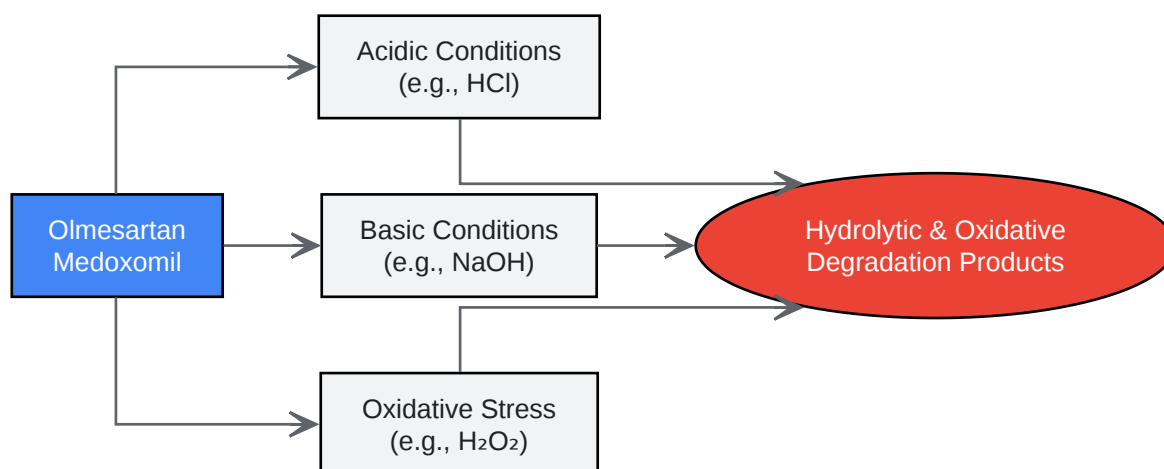 Acidic Conditions
(e.g., HCl)
Olmesartan
Medoxomil
Basic Conditions
(e.g., NaOH)
Hydrolytic & Oxidative
Degradation Products
Oxidative Stress
(e.g., H₂O₂)